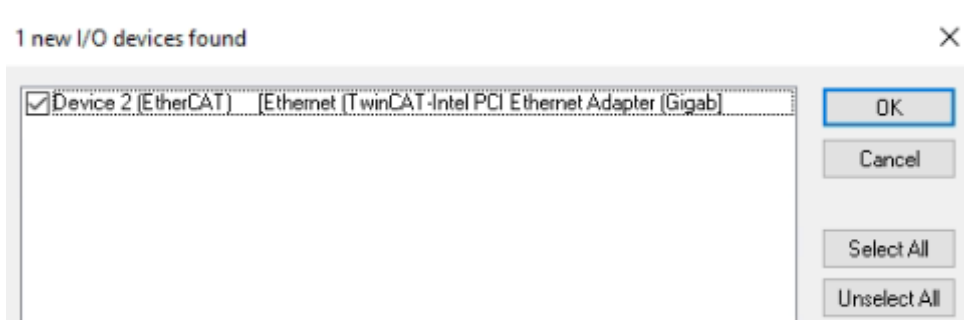 1 new I/O devices found
Device 2 (EtherCAT) [Ethernet (TwinCAT-Intel PCI Ethernet Adapter (Gigab]
OK
Cancel
Select All
Unselect All